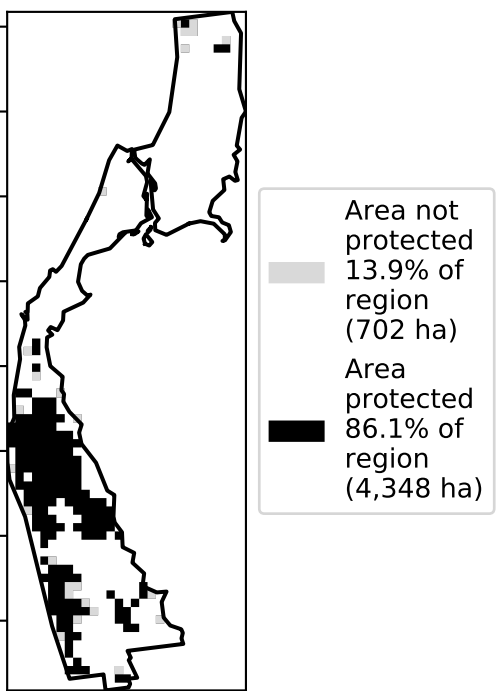 Area not
protected
13.9% of
region
(702 ha)
Area
protected
86.1% of
region
(4,348 ha)